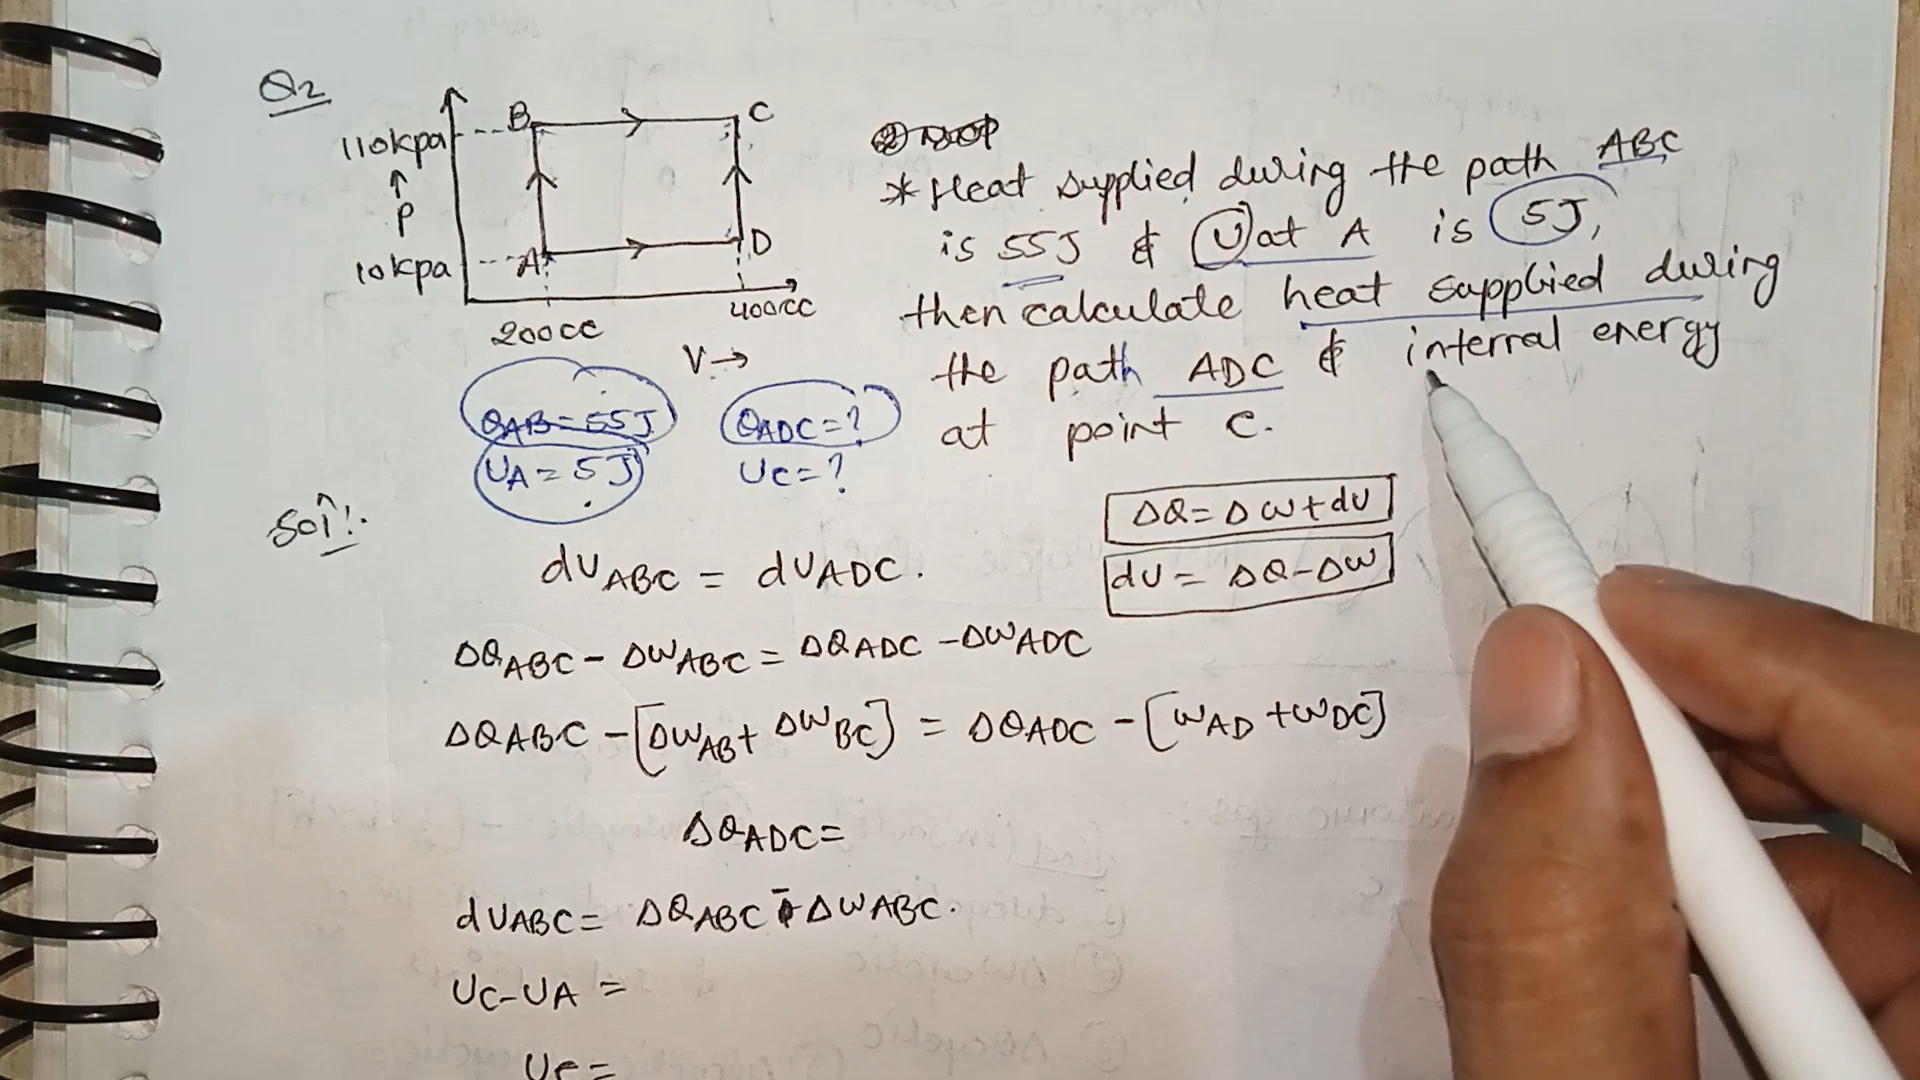 Q2
B
C
110kpa
↑
P
10kpa
A
D
200cc
400cc
V→
* Heat supplied during the path ABC
is 55J & U at A is 5J,
then calculate heat supplied during
the path ADC & internal energy
at point C.
QAB = 55J
QADC = ?
UA = 5J
UC = ?
ΔQ = ΔW + dU
dU = ΔQ - ΔW
Soln:.
dUABC = dUADC.
ΔQABC - ΔWABC = ΔQADC - ΔWADC
ΔQABC - [ΔWAB + ΔWBC] = ΔQADC - [WAD + WDC]
ΔQADC =
dUABC = ΔQABC - ΔWABC.
UC - UA =
UC =